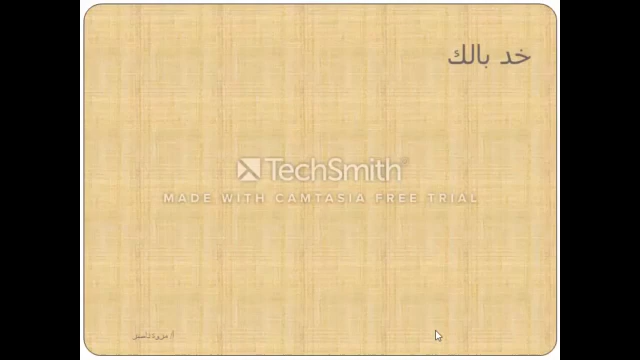 خد بالك
TechSmith®
MADE WITH CAMTASIA FREE TRIAL